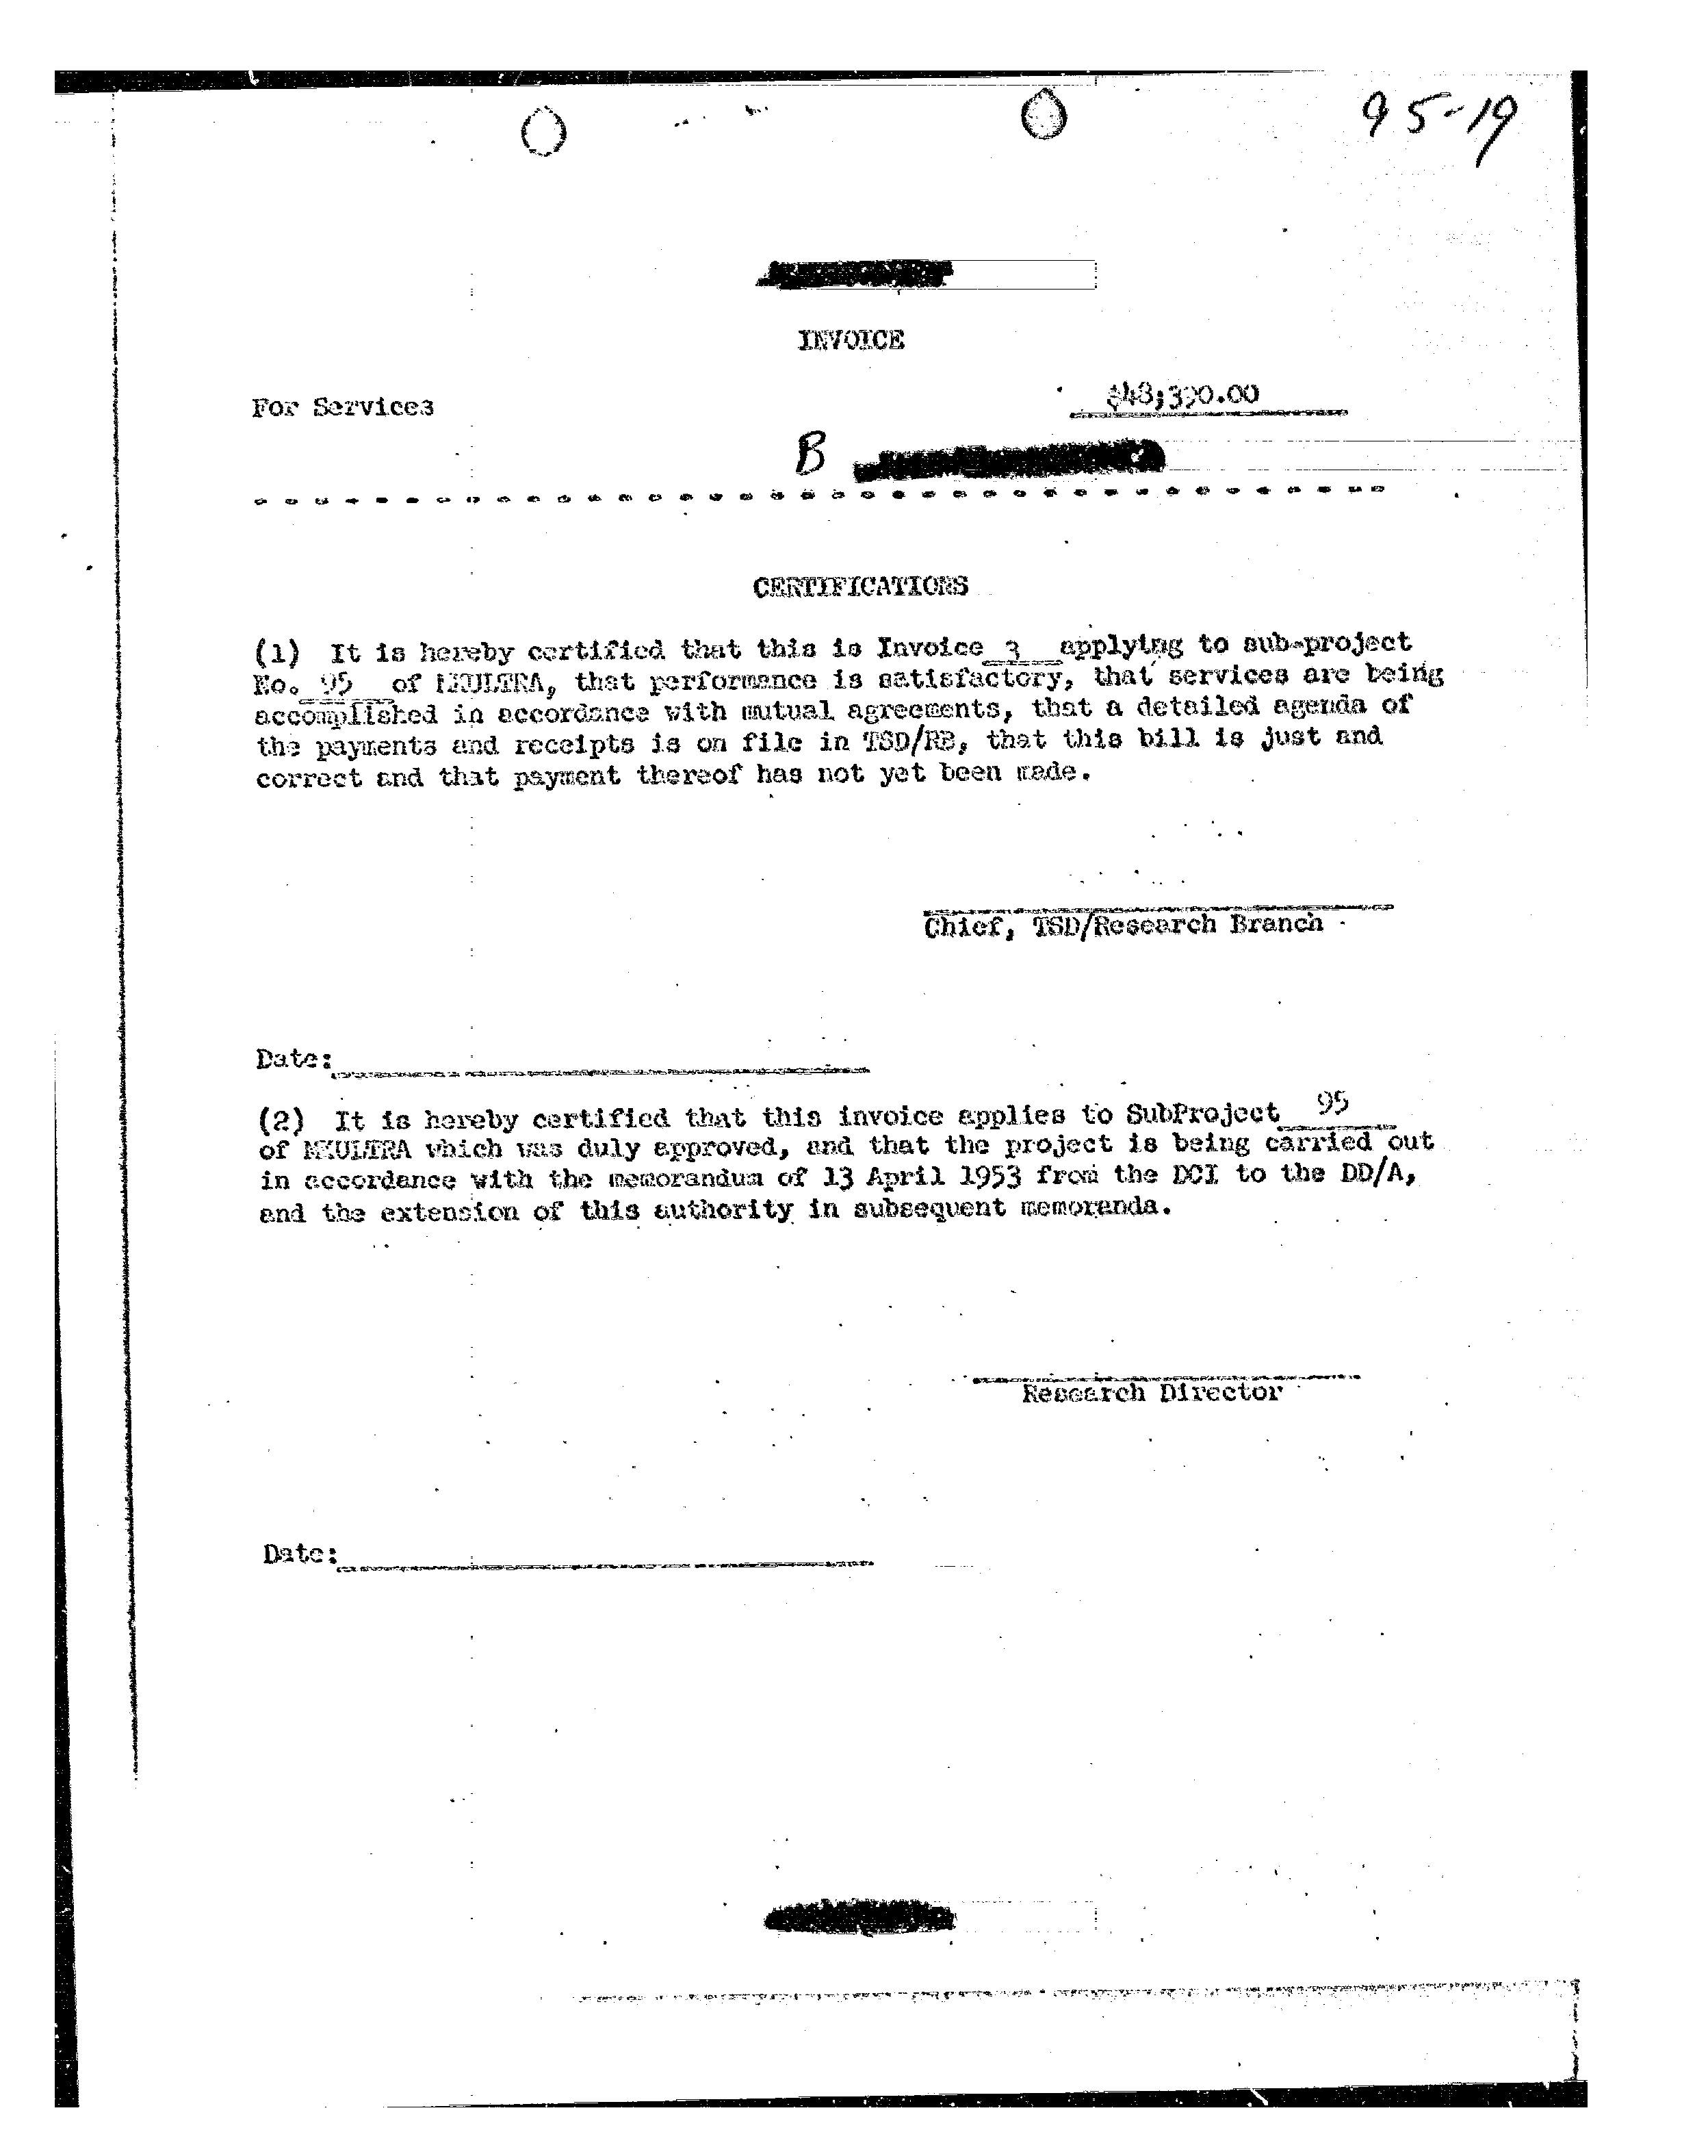 95-19
INVOICE
For Services
$48,390.00
B
CERTIFICATIONS
(1) It is hereby certified that this is Invoice 3 applying to sub-project
No. 95 of MKULTRA, that performance is satisfactory, that services are being
accomplished in accordance with mutual agreements, that a detailed agenda of
the payments and receipts is on file in TSD/RB, that this bill is just and
correct and that payment thereof has not yet been made.
Chief, TSD/Research Branch
Date:
(2) It is hereby certified that this invoice applies to SubProject 95
of MKULTRA which was duly approved, and that the project is being carried out
in accordance with the memorandum of 13 April 1953 from the DCI to the DD/A,
and the extension of this authority in subsequent memoranda.
Research Director
Date: